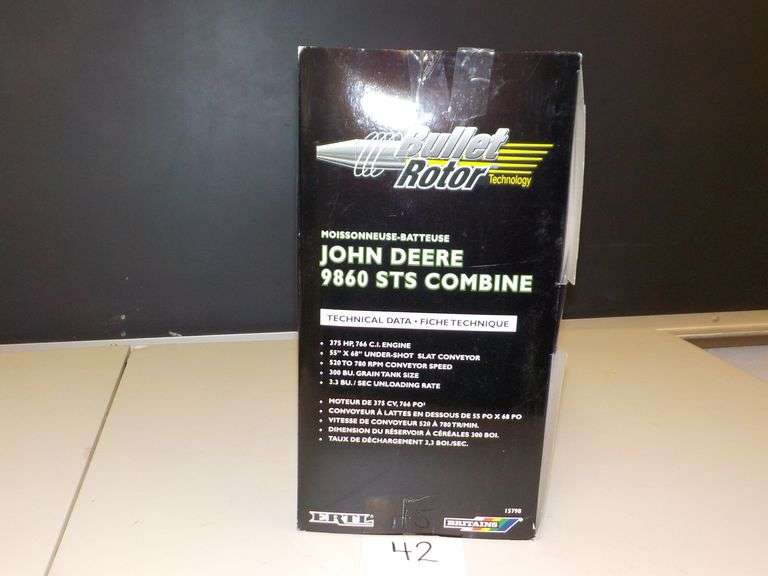 Bullet
Rotor
Technology
MOISSONNEUSE-BATTEUSE
JOHN DEERE
9860 STS COMBINE
TECHNICAL DATA • FICHE TECHNIQUE
• 375 HP, 766 C.I. ENGINE
• 55" X 68" UNDER-SHOT SLAT CONVEYOR
• 520 TO 780 RPM CONVEYOR SPEED
• 300 BU. GRAIN TANK SIZE
• 3.3 BU./ SEC UNLOADING RATE
• MOTEUR DE 375 CV, 766 PO³
• CONVOYEUR À LATTES EN DESSOUS DE 55 PO X 68 PO
• VITESSE DE CONVOYEUR 520 À 780 TR/MIN.
• DIMENSION DU RÉSERVOIR À CÉRÉALES 300 BOI.
• TAUX DE DÉCHARGEMENT 3,3 BOI./SEC.
15798
ERTL
BRITAINS
42